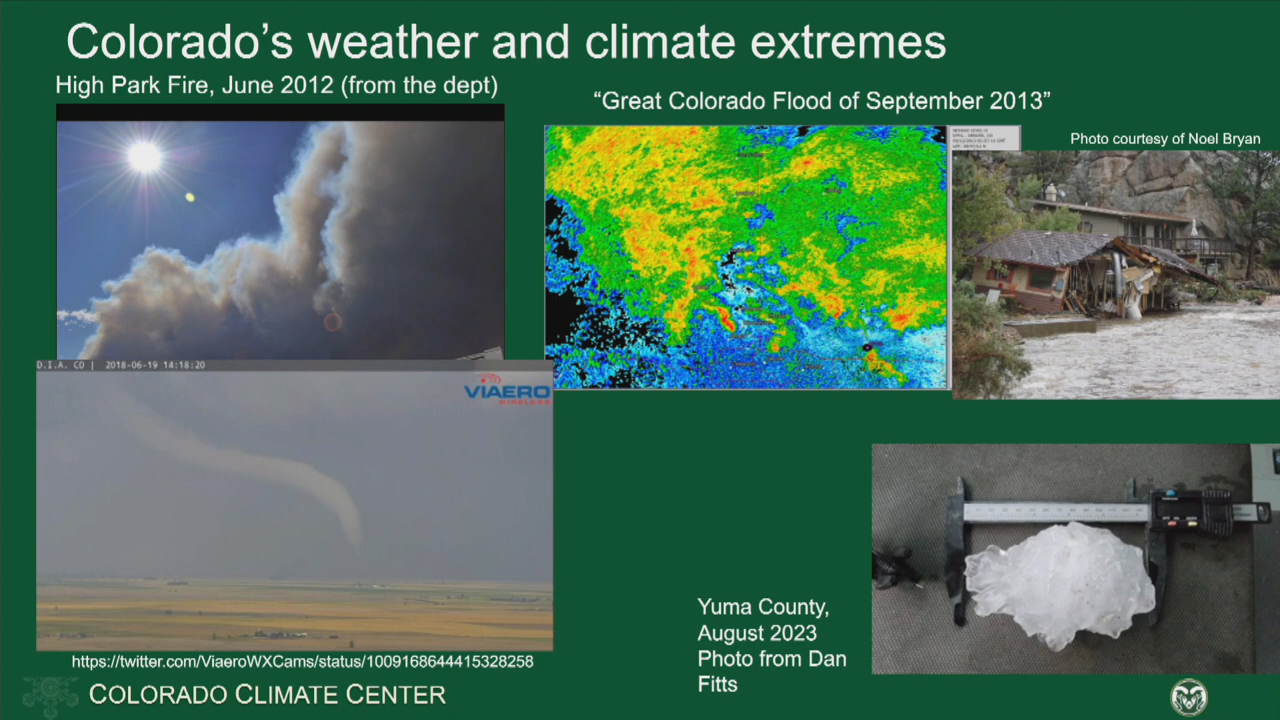 Colorado's weather and climate extremes
High Park Fire, June 2012 (from the dept)
“Great Colorado Flood of September 2013”
Photo courtesy of Noel Bryan
D.I.A. CO | 2018-06-19 14:18:20
VIAERO
WIRELESS
Yuma County,
August 2023
Photo from Dan
Fitts
https://twitter.com/ViaeroWXCams/status/1009168644415328258
COLORADO CLIMATE CENTER